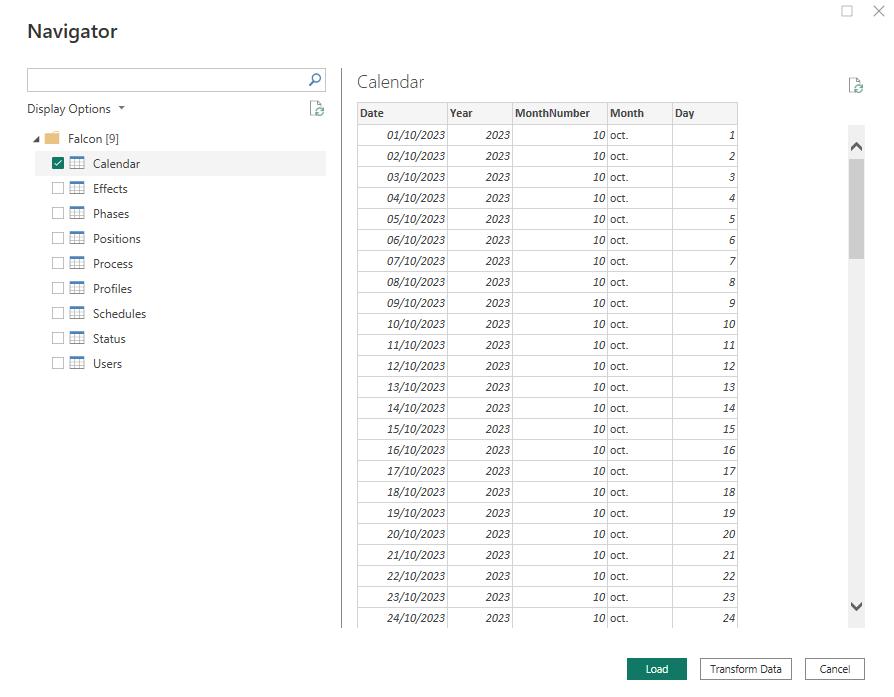 Navigator
Display Options
Falcon [9]
Calendar
Effects
Phases
Positions
Process
Profiles
Schedules
Status
Users
Calendar
Date Year MonthNumber Month Day
01/10/2023 2023 10 oct. 1
02/10/2023 2023 10 oct. 2
03/10/2023 2023 10 oct. 3
04/10/2023 2023 10 oct. 4
05/10/2023 2023 10 oct. 5
06/10/2023 2023 10 oct. 6
07/10/2023 2023 10 oct. 7
08/10/2023 2023 10 oct. 8
09/10/2023 2023 10 oct. 9
10/10/2023 2023 10 oct. 10
11/10/2023 2023 10 oct. 11
12/10/2023 2023 10 oct. 12
13/10/2023 2023 10 oct. 13
14/10/2023 2023 10 oct. 14
15/10/2023 2023 10 oct. 15
16/10/2023 2023 10 oct. 16
17/10/2023 2023 10 oct. 17
18/10/2023 2023 10 oct. 18
19/10/2023 2023 10 oct. 19
20/10/2023 2023 10 oct. 20
21/10/2023 2023 10 oct. 21
22/10/2023 2023 10 oct. 22
23/10/2023 2023 10 oct. 23
24/10/2023 2023 10 oct. 24
Load Transform Data Cancel